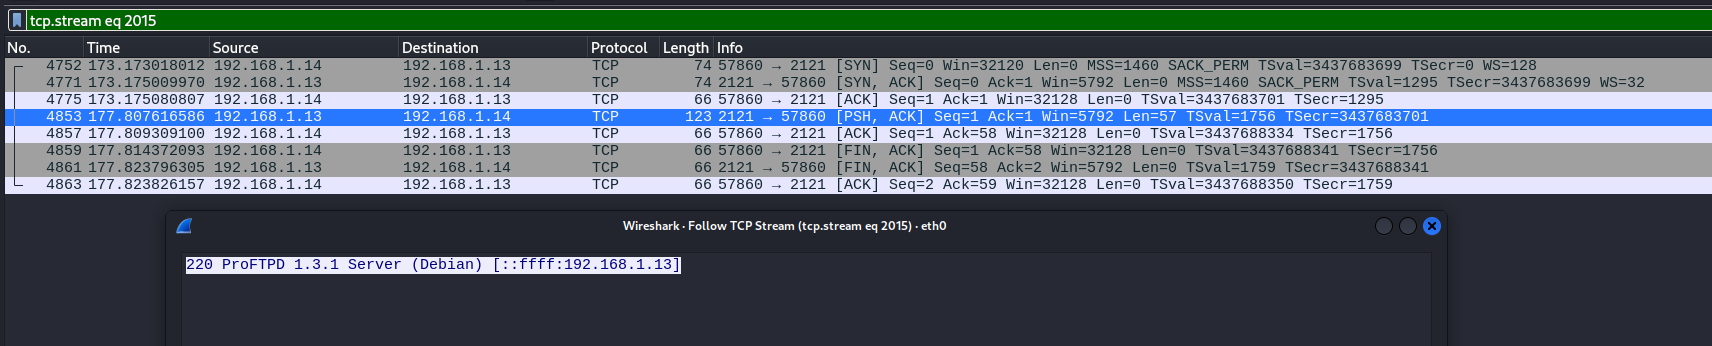 tcp.stream eq 2015
No. Time Source Destination Protocol Length Info
4752 173.173018012 192.168.1.14 192.168.1.13 TCP 74 57860 → 2121 [SYN] Seq=0 Win=32120 Len=0 MSS=1460 SACK_PERM TSval=3437683699 TSecr=0 WS=128
4771 173.175009970 192.168.1.13 192.168.1.14 TCP 74 2121 → 57860 [SYN, ACK] Seq=0 Ack=1 Win=5792 Len=0 MSS=1460 SACK_PERM TSval=1295 TSecr=3437683699 WS=32
4775 173.175080807 192.168.1.14 192.168.1.13 TCP 66 57860 → 2121 [ACK] Seq=1 Ack=1 Win=32128 Len=0 TSval=3437683701 TSecr=1295
4853 177.807616586 192.168.1.13 192.168.1.14 TCP 123 2121 → 57860 [PSH, ACK] Seq=1 Ack=1 Win=5792 Len=57 TSval=1756 TSecr=3437683701
4857 177.809309100 192.168.1.14 192.168.1.13 TCP 66 57860 → 2121 [ACK] Seq=1 Ack=58 Win=32128 Len=0 TSval=3437688334 TSecr=1756
4859 177.814372093 192.168.1.14 192.168.1.13 TCP 66 57860 → 2121 [FIN, ACK] Seq=1 Ack=58 Win=32128 Len=0 TSval=3437688341 TSecr=1756
4861 177.823796305 192.168.1.13 192.168.1.14 TCP 66 2121 → 57860 [FIN, ACK] Seq=58 Ack=2 Win=5792 Len=0 TSval=1759 TSecr=3437688341
4863 177.823826157 192.168.1.14 192.168.1.13 TCP 66 57860 → 2121 [ACK] Seq=2 Ack=59 Win=32128 Len=0 TSval=3437688350 TSecr=1759
Wireshark · Follow TCP Stream (tcp.stream eq 2015) · eth0
220 ProFTPD 1.3.1 Server (Debian) [::ffff:192.168.1.13]